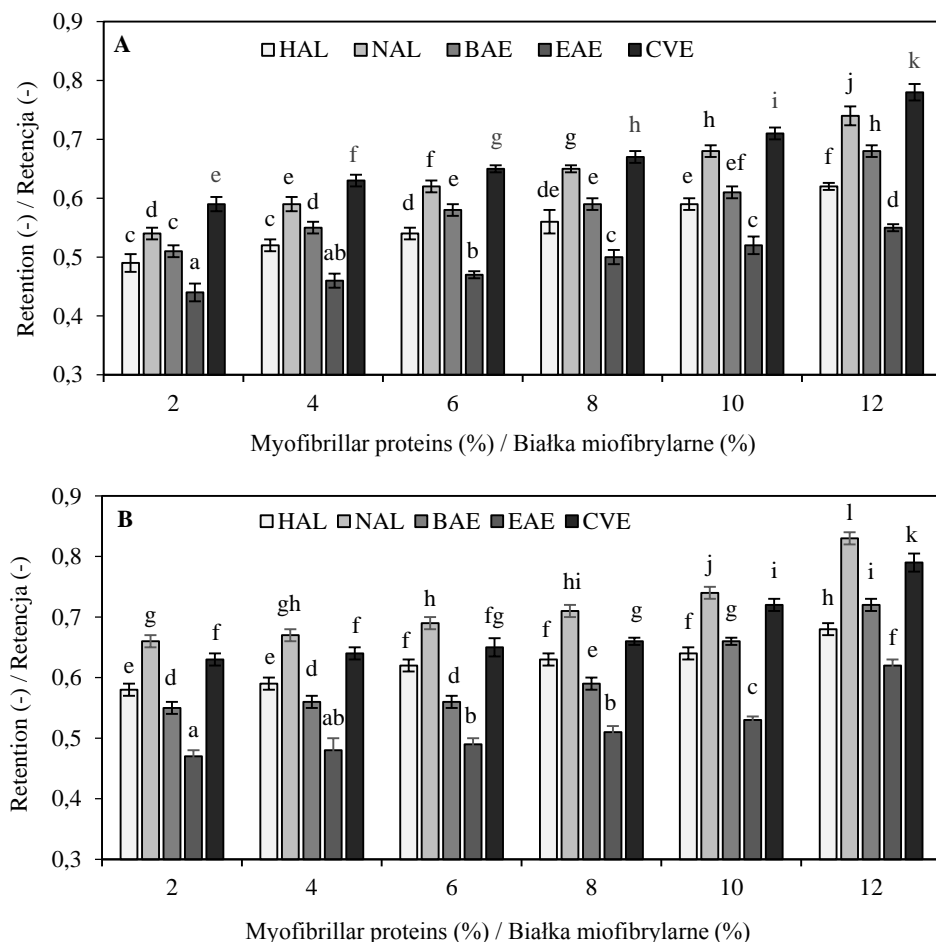 0,9
A
HAL NAL BAE EAE CVE
k
0,8
j
i
h
h
g
g
f
h
0,7
e
f
f
e
e
ef
d
e
d
de
e
0,6
d
c
c
d
c
c
c
b
ab
a
0,5
0,4
0,3
Retention (-) / Retencja (-)
2 4 6 8 10 12
Myofibrillar proteins (%) / Białka miofibrylarne (%)
0,9
B
HAL NAL BAE EAE CVE
l
k
0,8
j
i
i
hi
h
h
gh
g
0,7
f
f
fg
g
g
f
f
f
f
e
e
e
0,6
d
d
d
c
b
b
ab
a
0,5
0,4
0,3
Retention (-) / Retencja (-)
2 4 6 8 10 12
Myofibrillar proteins (%) / Białka miofibrylarne (%)